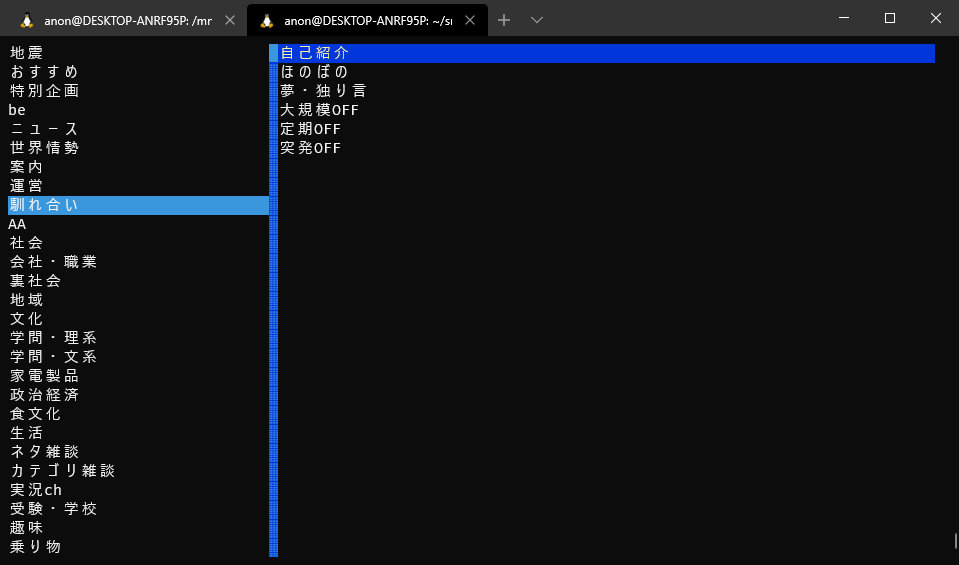 anon@DESKTOP-ANRF95P: /mr
anon@DESKTOP-ANRF95P: ~/sr
地震
おすすめ
特別企画
be
ニュース
世界情勢
案内
運営
馴れ合い
AA
社会
会社・職業
裏社会
地域
文化
学問・理系
学問・文系
家電製品
政治経済
食文化
生活
ネタ雑談
カテゴリ雑談
実況ch
受験・学校
趣味
乗り物
自己紹介
ほのぼの
夢・独り言
大規模OFF
定期OFF
突発OFF